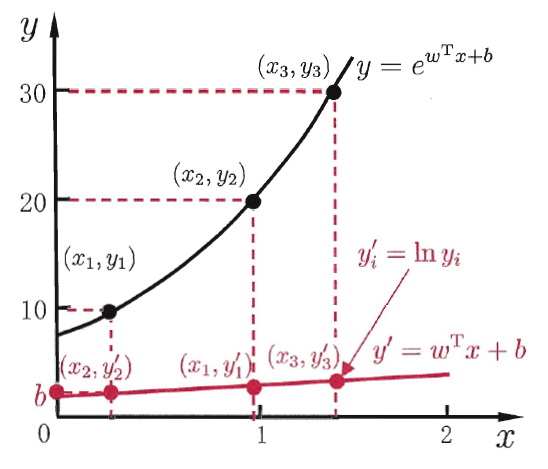 y
(x₃, y₃)
y = e^{wᵀx+b}
30
(x₂, y₂)
20
(x₁, y₁)
y′ᵢ = ln yᵢ
10
(x₂, y′₂)
(x₁, y′₁)
(x₃, y′₃)
y′ = wᵀx + b
b
0
1
2
x